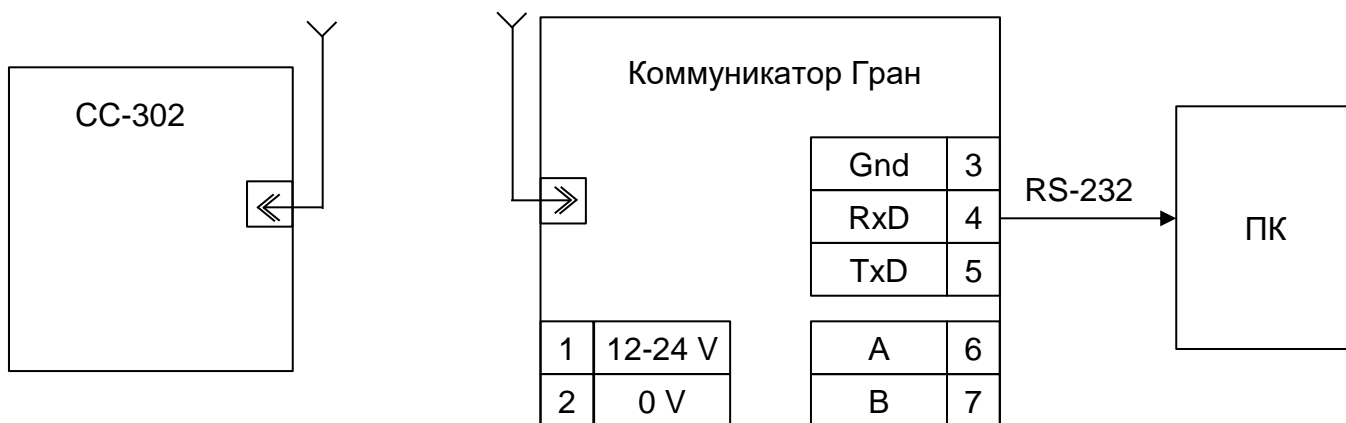 СС-302
Коммуникатор Гран
Gnd 3
RxD 4
TxD 5
RS-232
ПК
1 12-24 V
2 0 V
A 6
B 7